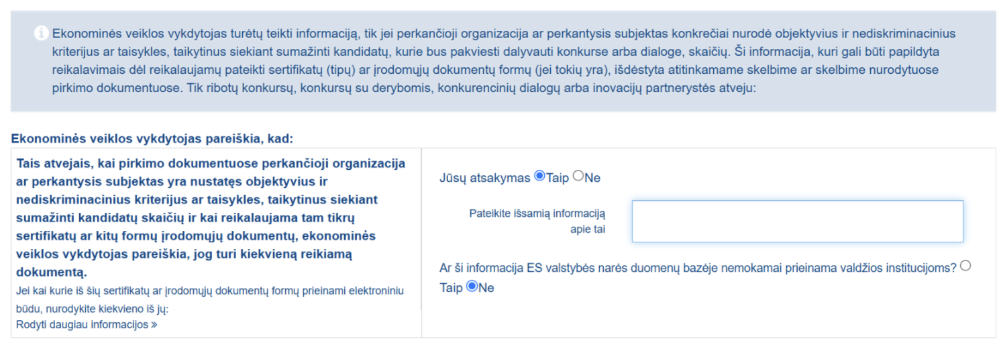 Ekonominės veiklos vykdytojas turėtų teikti informaciją, tik jei perkančioji organizacija ar perkantysis subjektas konkrečiai nurodė objektyvius ir nediskriminacinius
kriterijus ar taisykles, taikytinus siekiant sumažinti kandidatų, kurie bus pakviesti dalyvauti konkurse arba dialoge, skaičių. Ši informacija, kuri gali būti papildyta
reikalavimais dėl reikalaujamų pateikti sertifikatų (tipų) ar įrodomųjų dokumentų formų (jei tokių yra), išdėstyta atitinkamame skelbime ar skelbime nurodytuose
pirkimo dokumentuose. Tik ribotų konkursų, konkursų su derybomis, konkurencinių dialogų arba inovacijų partnerystės atveju:
Ekonominės veiklos vykdytojas pareiškia, kad:
Tais atvejais, kai pirkimo dokumentuose perkančioji organizacija
ar perkantysis subjektas yra nustatęs objektyvius ir
nediskriminacinius kriterijus ar taisykles, taikytinus siekiant
sumažinti kandidatų skaičių ir kai reikalaujama tam tikrų
sertifikatų ar kitų formų įrodomųjų dokumentų, ekonominės
veiklos vykdytojas pareiškia, jog turi kiekvieną reikiamą
dokumentą.
Jei kai kurie iš šių sertifikatų ar įrodomųjų dokumentų formų prieinami elektroniniu
būdu, nurodykite kiekvieno iš jų:
Rodyti daugiau informacijos »
Jūsų atsakymas Taip Ne
Pateikite išsamią informaciją
apie tai
Ar ši informacija ES valstybės narės duomenų bazėje nemokamai prieinama valdžios institucijoms?
Taip Ne